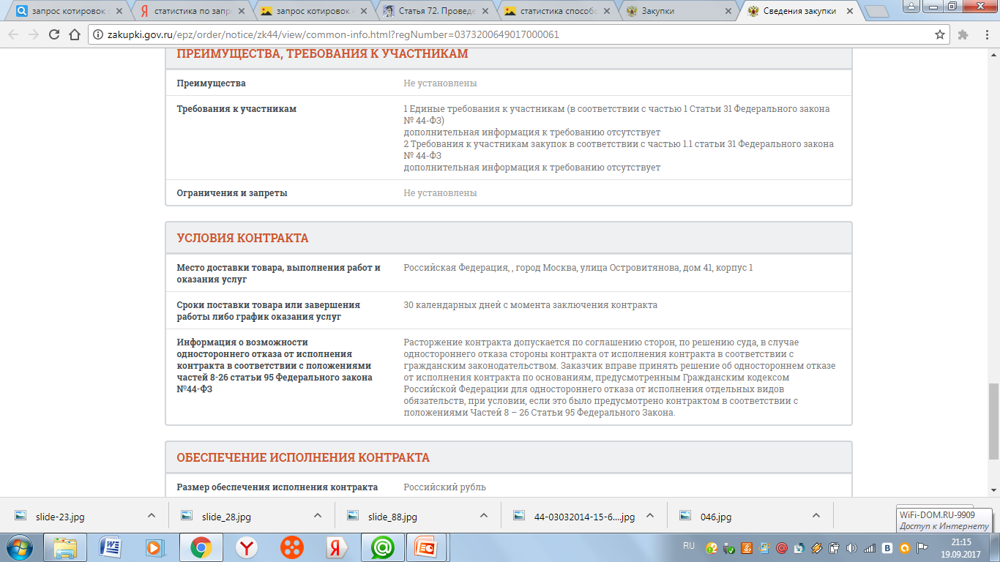 запрос котировок
статистика по запр
запрос котировок
Статья 72. Проведе
статистика способо
Закупки
Сведения закупки
zakupki.gov.ru/epz/order/notice/zk44/view/common-info.html?regNumber=0373200649017000061
ПРЕИМУЩЕСТВА, ТРЕБОВАНИЯ К УЧАСТНИКАМ
Преимущества
Не установлены
Требования к участникам
1 Единые требования к участникам (в соответствии с частью 1 Статьи 31 Федерального закона
№ 44-ФЗ)
дополнительная информация к требованию отсутствует
2 Требования к участникам закупок в соответствии с частью 1.1 статьи 31 Федерального закона
№ 44-ФЗ
дополнительная информация к требованию отсутствует
Ограничения и запреты
Не установлены
УСЛОВИЯ КОНТРАКТА
Место доставки товара, выполнения работ и
оказания услуг
Российская Федерация, , город Москва, улица Островитянова, дом 41, корпус 1
Сроки поставки товара или завершения
работы либо график оказания услуг
30 календарных дней с момента заключения контракта
Информация о возможности
одностороннего отказа от исполнения
контракта в соответствии с положениями
частей 8-26 статьи 95 Федерального закона
№44-ФЗ
Расторжение контракта допускается по соглашению сторон, по решению суда, в случае
одностороннего отказа стороны контракта от исполнения контракта в соответствии с
гражданским законодательством. Заказчик вправе принять решение об одностороннем отказе
от исполнения контракта по основаниям, предусмотренным Гражданским кодексом
Российской Федерации для одностороннего отказа от исполнения отдельных видов
обязательств, при условии, если это было предусмотрено контрактом в соответствии с
положениями Частей 8 – 26 Статьи 95 Федерального Закона.
ОБЕСПЕЧЕНИЕ ИСПОЛНЕНИЯ КОНТРАКТА
Размер обеспечения исполнения контракта
Российский рубль
slide-23.jpg
slide_28.jpg
slide_88.jpg
44-03032014-15-6....jpg
046.jpg
WiFi-DOM.RU-9909
Доступ к Интернету
RU
21:15
19.09.2017